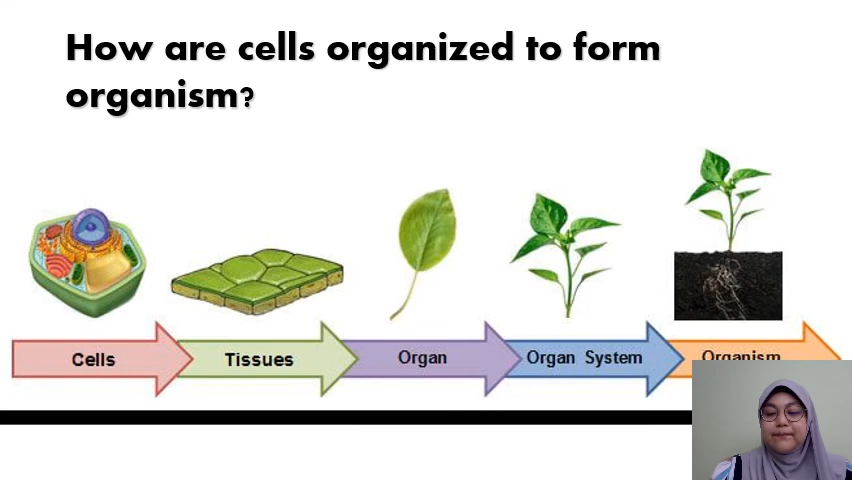 How are cells organized to form
organism?
Cells
Tissues
Organ
Organ System
Organism